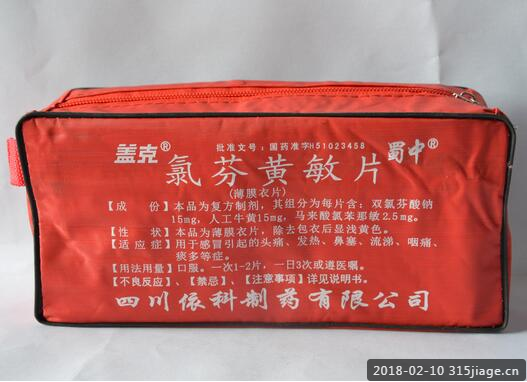 盖克® 批准文号：国药准字H51023458 蜀中®
氯芬黄敏片
(薄膜衣片)
【成 份】本品为复方制剂，其组分为每片含：双氯芬酸钠
15mg，人工牛黄15mg，马来酸氯苯那敏2.5mg。
【性 状】本品为薄膜衣片，除去包衣后显浅黄色。
【适应症】用于感冒引起的头痛、发热、鼻塞、流涕、咽痛、
痰多等症。
【用法用量】口服。一次1-2片，一日3次或遵医嘱。
【不良反应】、【禁忌】、【注意事项】详见说明书。
四川依科制药有限公司
2018-02-10 315jiage.cn